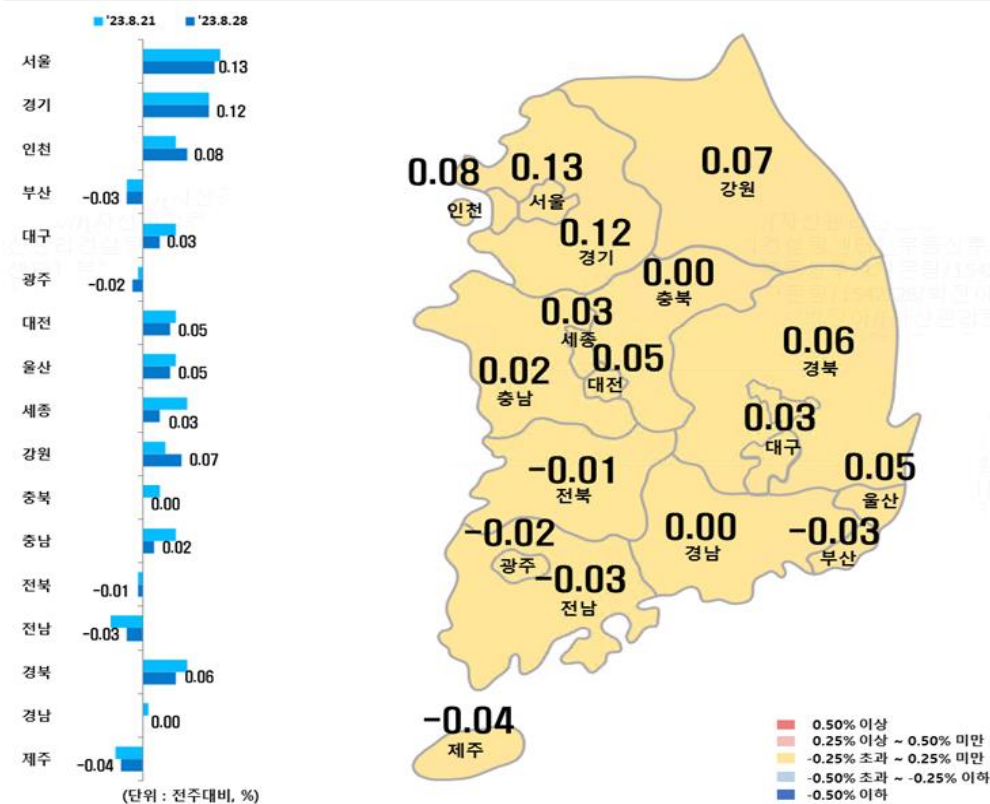 '23.8.21 '23.8.28
서울 0.13
경기 0.12
인천 0.08
부산 -0.03
대구 0.03
광주 -0.02
대전 0.05
울산 0.05
세종 0.03
강원 0.07
충북 0.00
충남 0.02
전북 -0.01
전남 -0.03
경북 0.06
경남 0.00
제주 -0.04
(단위 : 전주대비, %)
0.08
인천
0.13
서울
0.07
강원
0.12
경기
0.00
충북
0.03
세종
0.05
대전
0.02
충남
0.06
경북
0.03
대구
0.05
울산
-0.01
전북
-0.02
광주
-0.03
전남
0.00
경남
-0.03
부산
-0.04
제주
0.50% 이상
0.25% 이상 ~ 0.50% 미만
-0.25% 초과 ~ 0.25% 미만
-0.50% 초과 ~ -0.25% 이하
-0.50% 이하